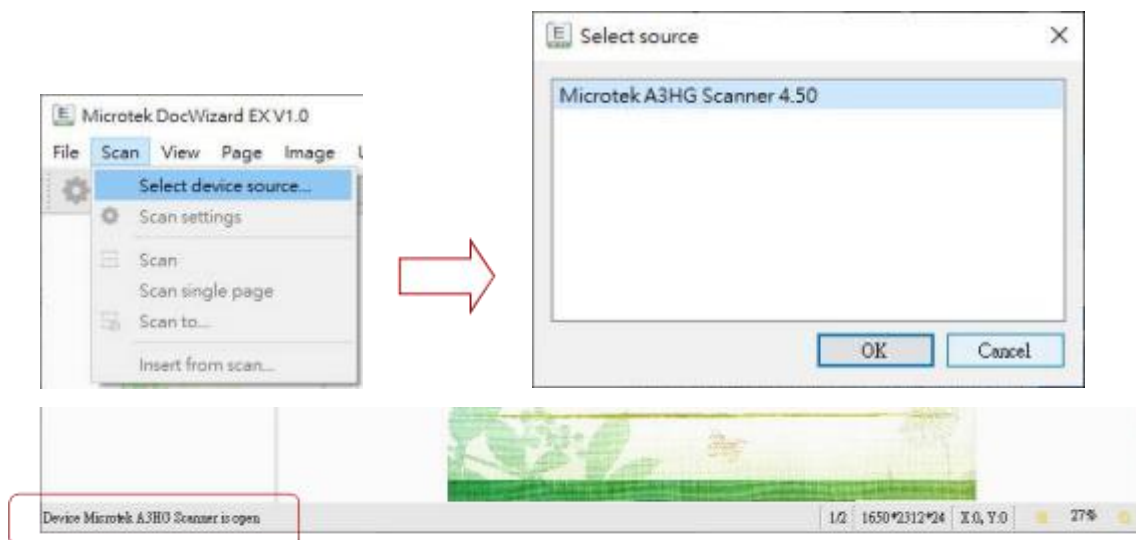 Microtek DocWizard EX V1.0
File Scan View Page Image
Select device source...
Scan settings
Scan
Scan single page
Scan to...
Insert from scan...
Select source
Microtek A3HG Scanner 4.50
OK Cancel
Device Microtek A3HG Scanner is open
1/2 1650*2312*24 X:0, Y:0 27%